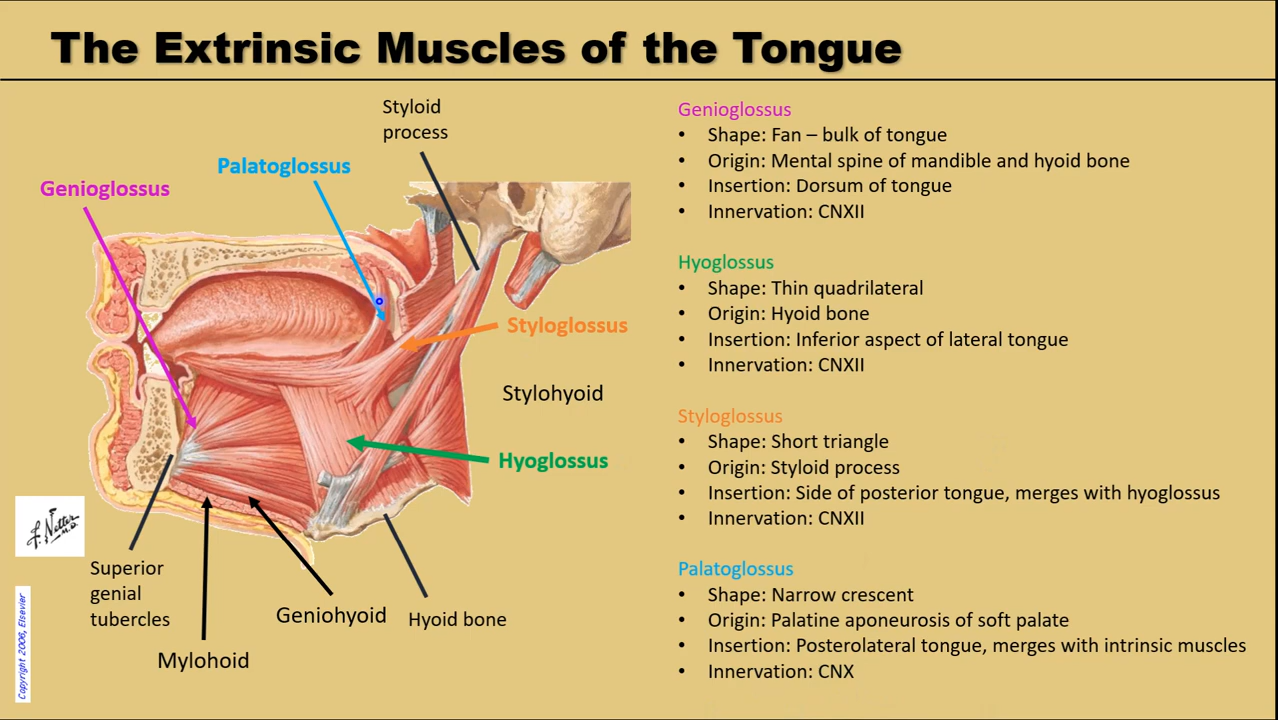 The Extrinsic Muscles of the Tongue
Styloid
process
Palatoglossus
Genioglossus
Styloglossus
Stylohyoid
Hyoglossus
Superior
genial
tubercles
Geniohyoid
Hyoid bone
Mylohoid
F. Netter
M.D.
Copyright 2006, Elsevier
Genioglossus
• Shape: Fan – bulk of tongue
• Origin: Mental spine of mandible and hyoid bone
• Insertion: Dorsum of tongue
• Innervation: CNXII
Hyoglossus
• Shape: Thin quadrilateral
• Origin: Hyoid bone
• Insertion: Inferior aspect of lateral tongue
• Innervation: CNXII
Styloglossus
• Shape: Short triangle
• Origin: Styloid process
• Insertion: Side of posterior tongue, merges with hyoglossus
• Innervation: CNXII
Palatoglossus
• Shape: Narrow crescent
• Origin: Palatine aponeurosis of soft palate
• Insertion: Posterolateral tongue, merges with intrinsic muscles
• Innervation: CNX